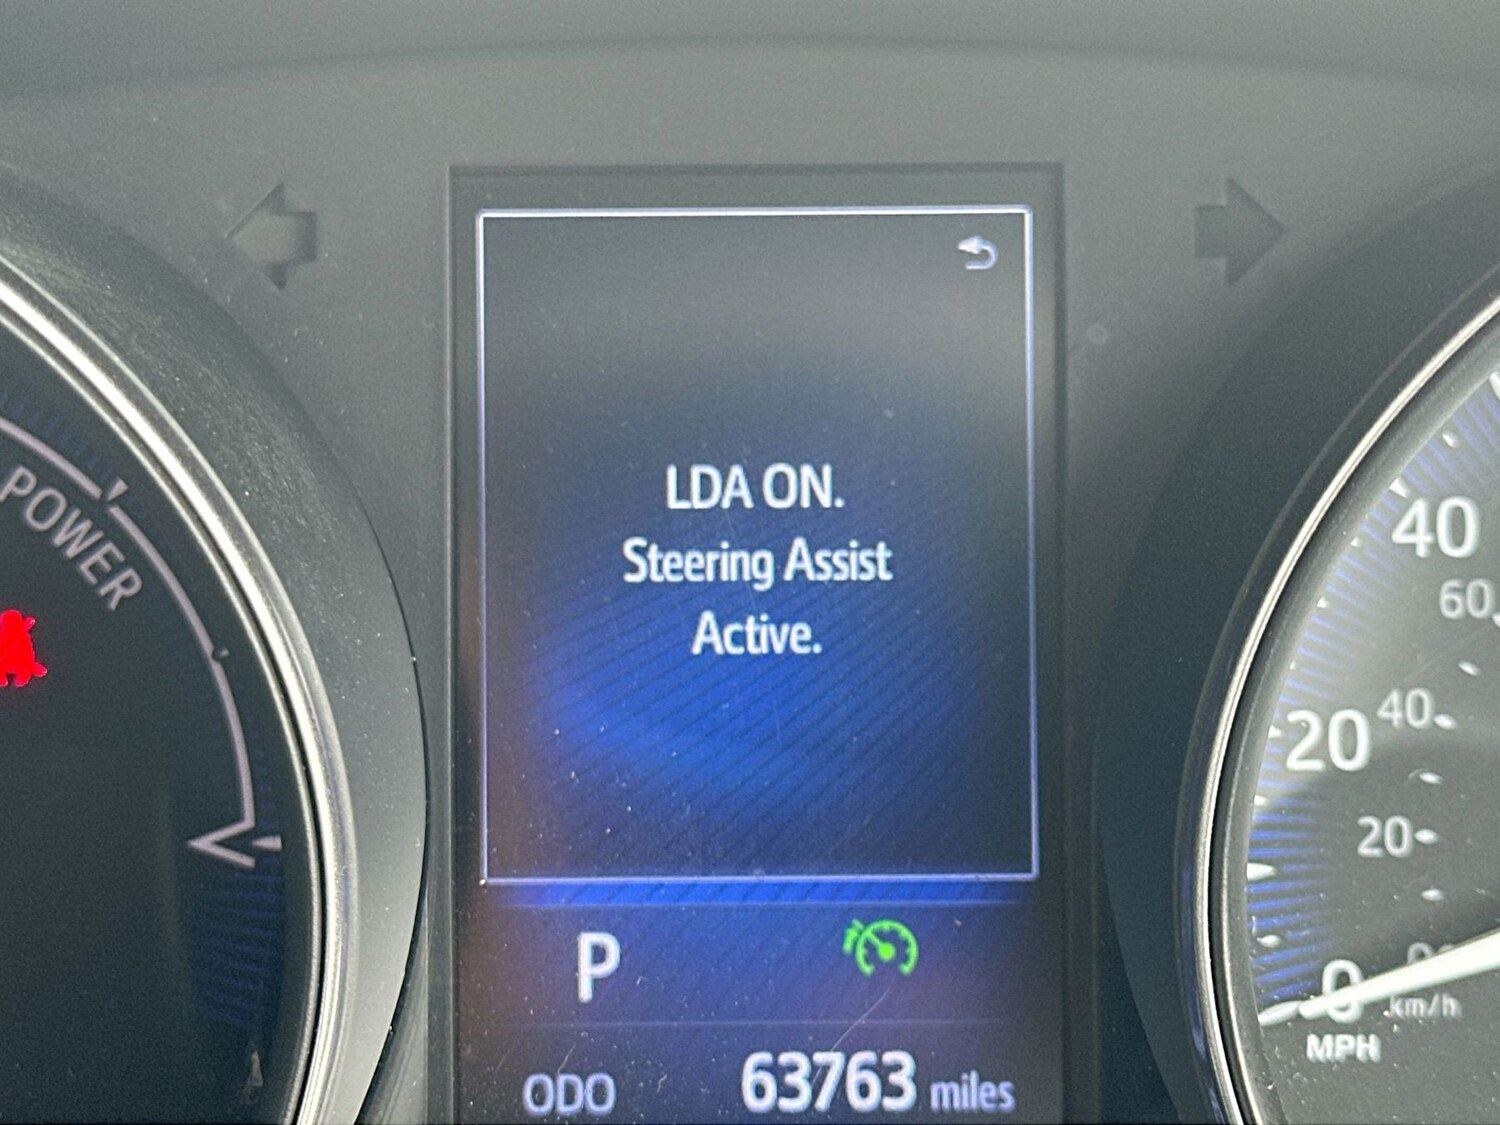 LDA ON.
Steering Assist
Active.
POWER
P
ODO 63763 miles
40
60
20 40
20
0
km/h
MPH